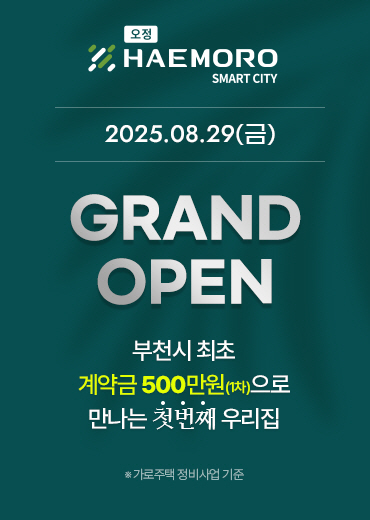 오정
HAEMORO
SMART CITY
2025.08.29(금)
GRAND
OPEN
부천시 최초
계약금 500만원(1차)으로
만나는 첫번째 우리집
※가로주택 정비사업 기준